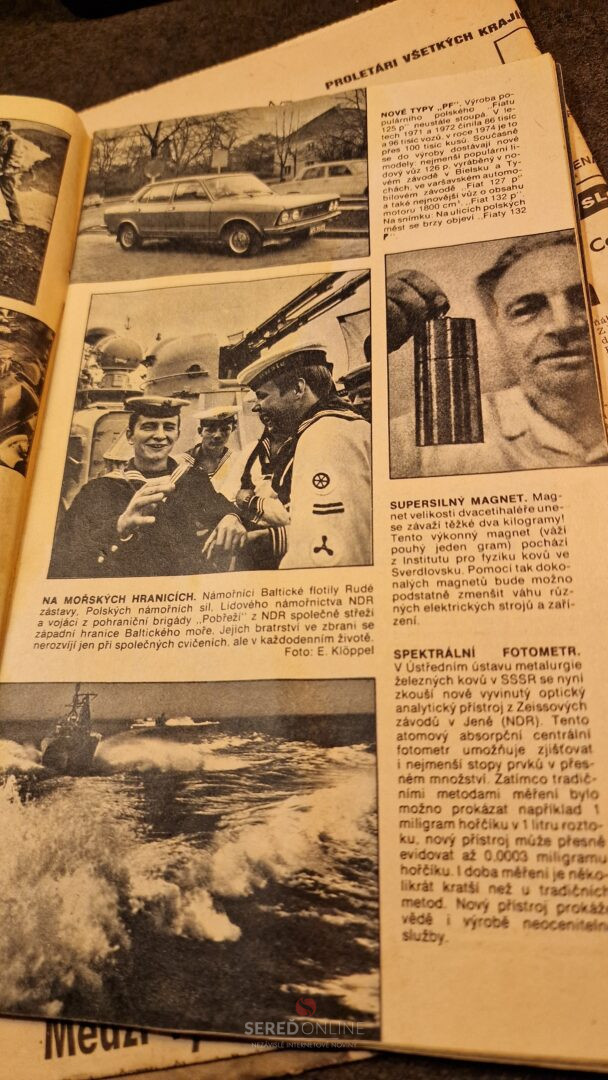 PROLETÁRI VŠETKÝCH KRAJÍ
NOVÉ TYPY „PF". Výroba po-
pulárního polského „Fiatu
125 p" neustále stoupá. V le-
tech 1971 a 1972 činila 86 tisíc
a 96 tisíc vozů, v roce 1974 je to
přes 100 tisíc kusů. Současně
se do výroby dostávají nové
modely: nejmenší populární li-
dový vůz 126 p, vyráběný v no-
vém závodě v Bielsku a Ty-
chách, ve varšavském automo-
bilovém závodě „Fiat 127 p"
a také nejnovější vůz o obsahu
motoru 1800 cm³ „Fiat 132 p".
Na snímku: Na ulicích polských
měst se brzy objeví „Fiaty 132
p".
NA MOŘSKÝCH HRANICÍCH. Námořníci Baltické flotily Rudé
zástavy, Polských námořních sil, Lidového námořnictva NDR
a vojáci z pohraniční brigády „Pobřeží" z NDR společně střeží
západní hranice Baltického moře. Jejich bratrství ve zbrani se
nerozvíjí jen při společných cvičeních, ale v každodenním životě.
Foto: E. Klöppel
SUPERSILNÝ MAGNET. Mag-
net velikosti dvacetihaléře une-
se závaží těžké dva kilogramy!
Tento výkonný magnet (váží
pouhý jeden gram) pochází
z Institutu pro fyziku kovů ve
Sverdlovsku. Pomocí tak doko-
nalých magnetů bude možno
podstatně zmenšit váhu růz-
ných elektrických strojů a zaří-
zení.
SPEKTRÁLNÍ FOTOMETR.
V Ústředním ústavu metalurgie
železných kovů v SSSR se nyní
zkouší nově vyvinutý optický
analytický přístroj z Zeissových
závodů v Jeně (NDR). Tento
atomový absorpční centrální
fotometr umožňuje zjišťovat
i nejmenší stopy prvků v přes-
ném množství. Zatímco tradič-
ními metodami měření bylo
možno prokázat například 1
miligram hořčíku v 1 litru rozto-
ku, nový přístroj může přesně
evidovat až 0,0003 miligramu
hořčíku. I doba měření je něko-
likrát kratší než u tradičních
metod. Nový přístroj prokáže
vědě i výrobě neocenitelné
služby.
SEREDONLINE
NEZÁVISLÉ INTERNETOVÉ NOVINY
Medzi